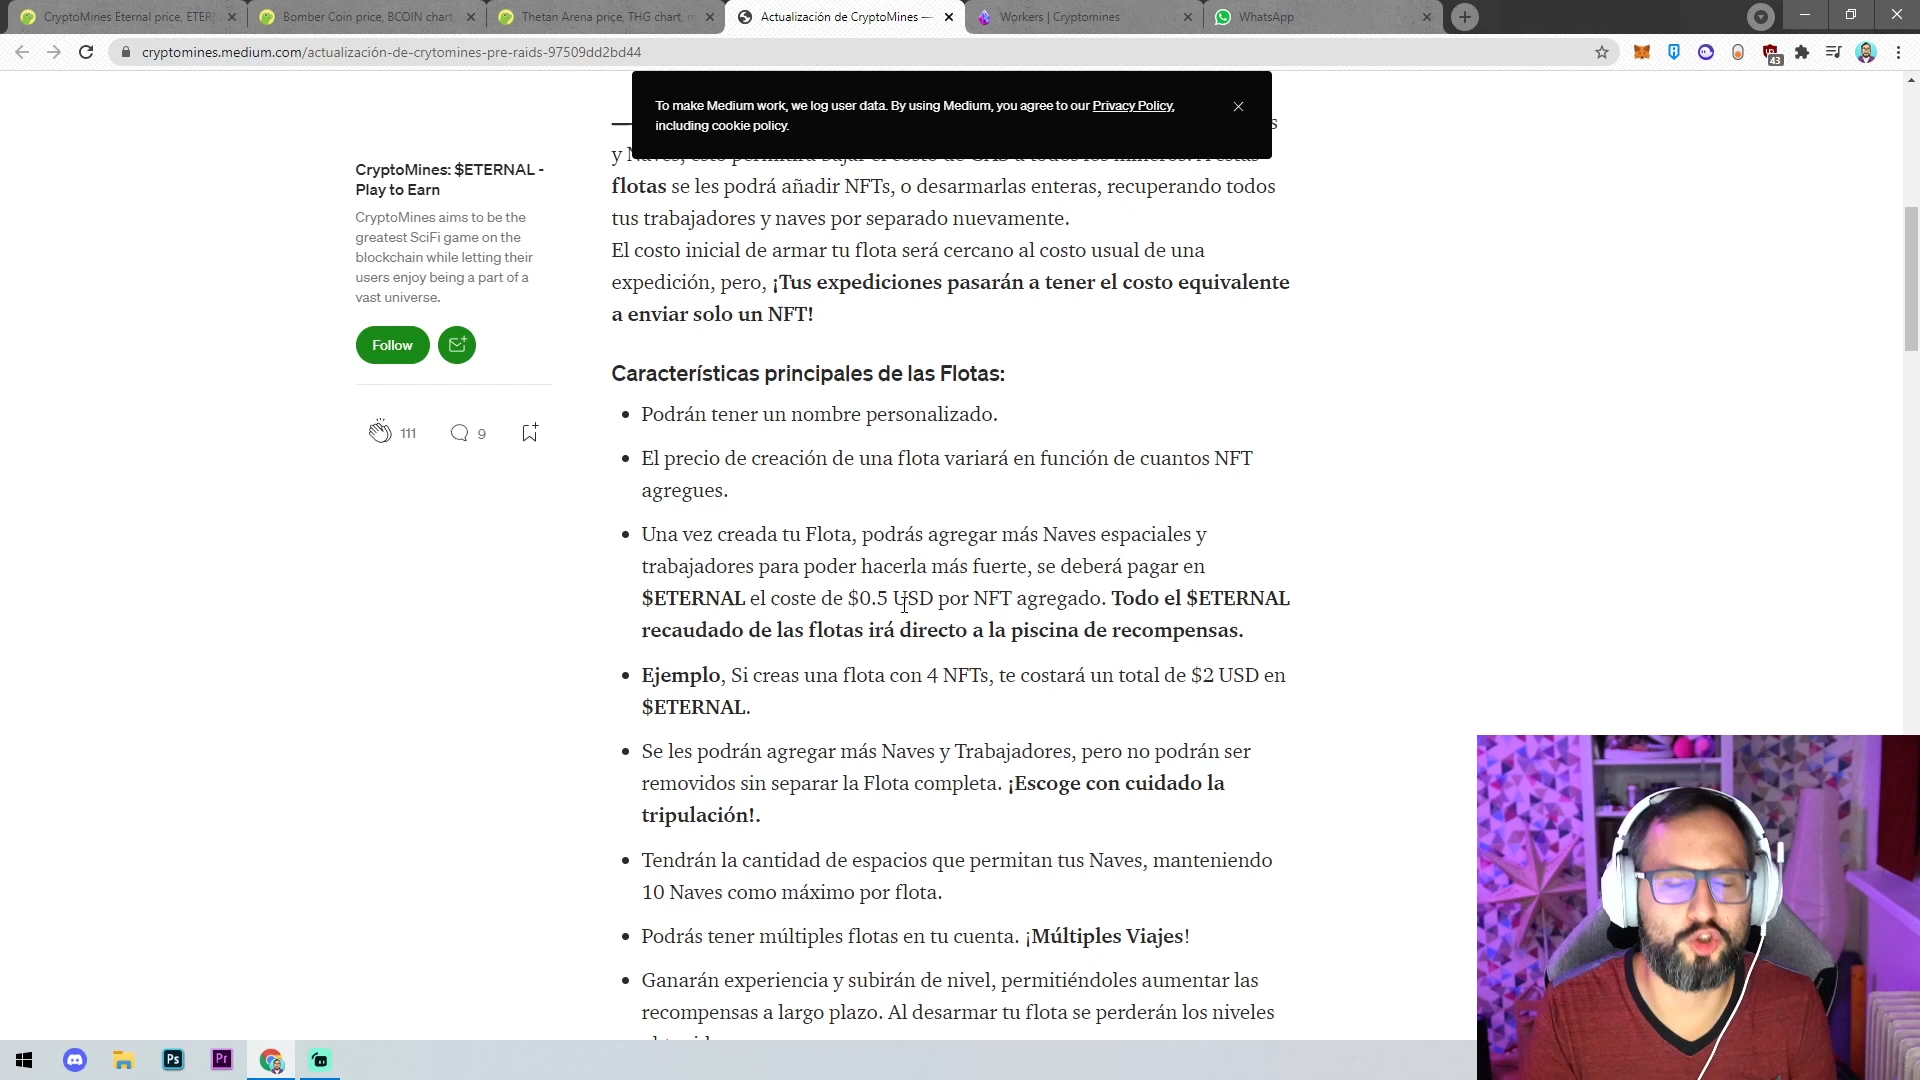 CryptoMines Eternal price, ETER
Bomber Coin price, BCOIN chart,
Thetan Arena price, THG chart, m
Actualización de CryptoMines —
Workers | Cryptomines
WhatsApp
cryptomines.medium.com/actualización-de-crytomines-pre-raids-97509dd2bd44
43
To make Medium work, we log user data. By using Medium, you agree to our Privacy Policy,
including cookie policy.
CryptoMines: $ETERNAL -
Play to Earn
CryptoMines aims to be the
greatest SciFi game on the
blockchain while letting their
users enjoy being a part of a
vast universe.
Follow
111
9
flotas se les podrá añadir NFTs, o desarmarlas enteras, recuperando todos
tus trabajadores y naves por separado nuevamente.
El costo inicial de armar tu flota será cercano al costo usual de una
expedición, pero, ¡Tus expediciones pasarán a tener el costo equivalente
a enviar solo un NFT!
Características principales de las Flotas:
• Podrán tener un nombre personalizado.
• El precio de creación de una flota variará en función de cuantos NFT
agregues.
• Una vez creada tu Flota, podrás agregar más Naves espaciales y
trabajadores para poder hacerla más fuerte, se deberá pagar en
$ETERNAL el coste de $0.5 USD por NFT agregado. Todo el $ETERNAL
recaudado de las flotas irá directo a la piscina de recompensas.
• Ejemplo, Si creas una flota con 4 NFTs, te costará un total de $2 USD en
$ETERNAL.
• Se les podrán agregar más Naves y Trabajadores, pero no podrán ser
removidos sin separar la Flota completa. ¡Escoge con cuidado la
tripulación!.
• Tendrán la cantidad de espacios que permitan tus Naves, manteniendo
10 Naves como máximo por flota.
• Podrás tener múltiples flotas en tu cuenta. ¡Múltiples Viajes!
• Ganarán experiencia y subirán de nivel, permitiéndoles aumentar las
recompensas a largo plazo. Al desarmar tu flota se perderán los niveles
Ps
Pr